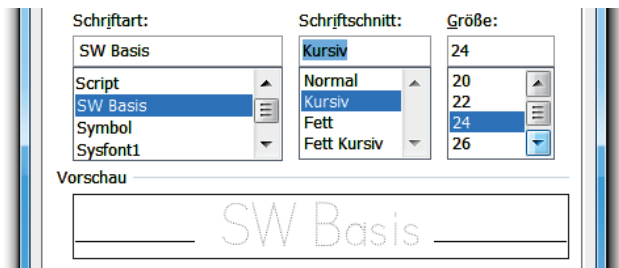 Schriftart: Schriftschnitt: Größe:
SW Basis Kursiv 24
Script Normal 20
SW Basis Kursiv 22
Symbol Fett 24
Sysfont1 Fett Kursiv 26
Vorschau
SW Basis